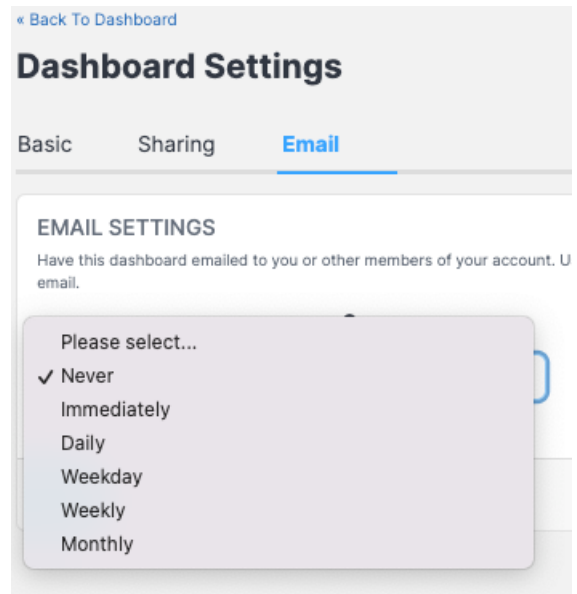 « Back To Dashboard
Dashboard Settings
Basic Sharing Email
EMAIL SETTINGS
Have this dashboard emailed to you or other members of your account. U
email.
Please select...
✓ Never
Immediately
Daily
Weekday
Weekly
Monthly